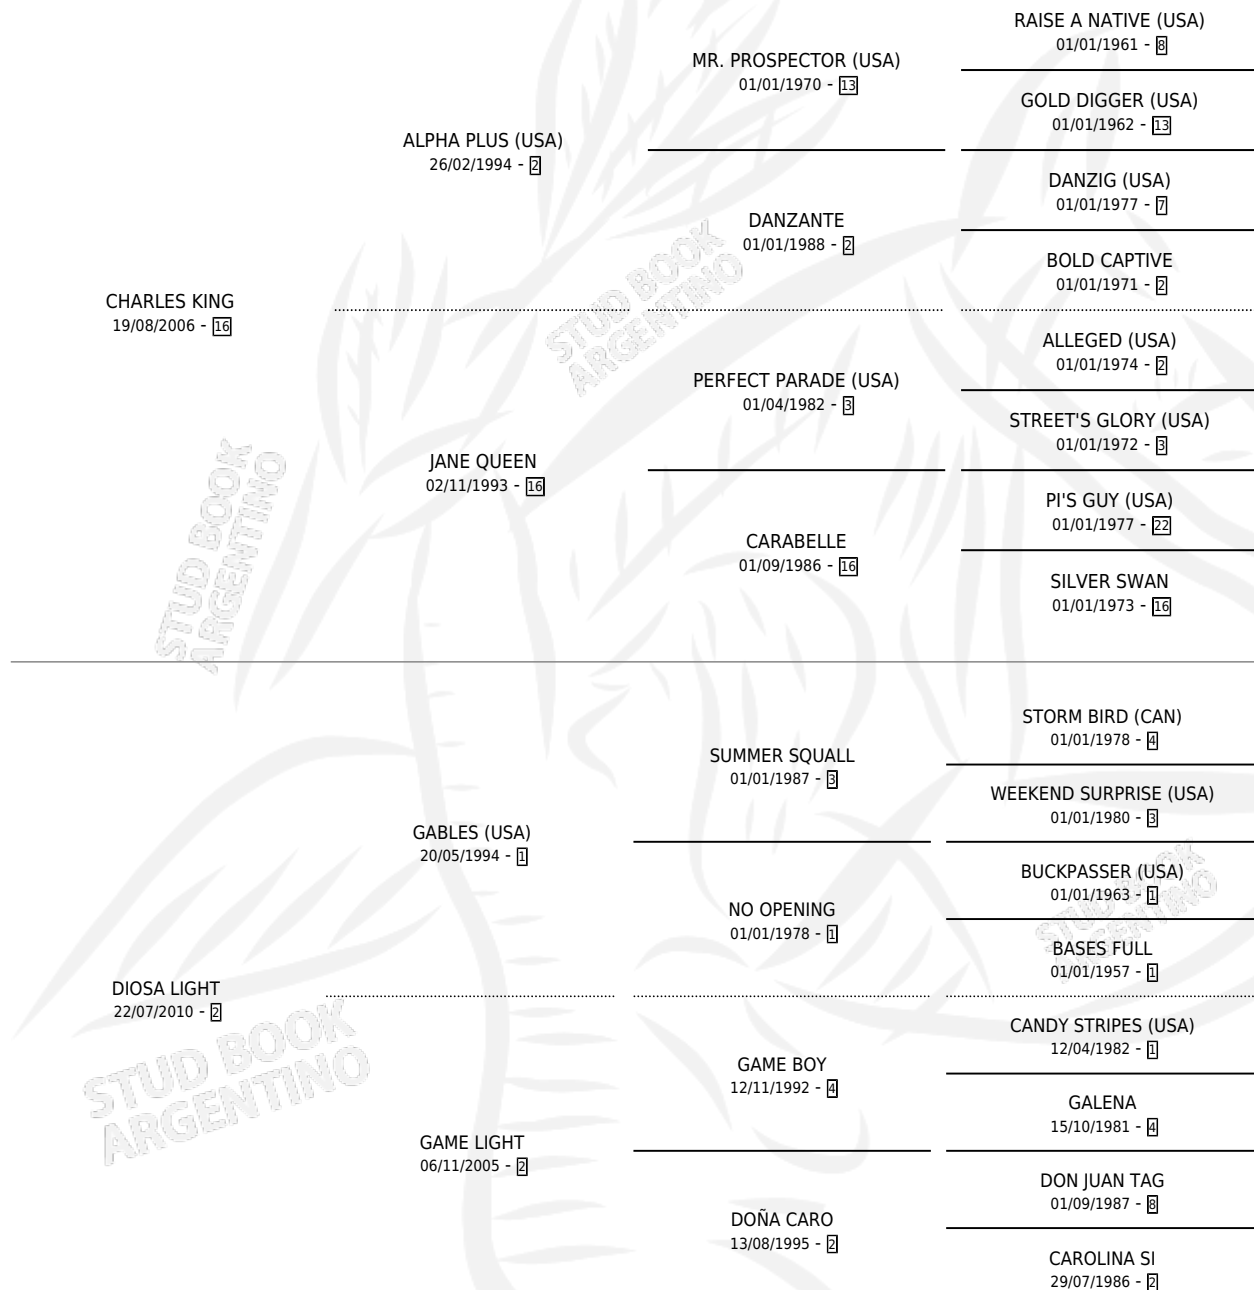 RAISE A NATIVE (USA)
01/01/1961 - 8
MR. PROSPECTOR (USA)
01/01/1970 - 13
GOLD DIGGER (USA)
01/01/1962 - 13
ALPHA PLUS (USA)
26/02/1994 - 2
DANZIG (USA)
01/01/1977 - 7
DANZANTE
01/01/1988 - 2
BOLD CAPTIVE
01/01/1971 - 2
CHARLES KING
19/08/2006 - 16
ALLEGED (USA)
01/01/1974 - 2
PERFECT PARADE (USA)
01/04/1982 - 3
STREET'S GLORY (USA)
01/01/1972 - 3
JANE QUEEN
02/11/1993 - 16
PI'S GUY (USA)
01/01/1977 - 22
CARABELLE
01/09/1986 - 16
SILVER SWAN
01/01/1973 - 16
STUD BOOK
ARGENTINO
STUD BOOK
ARGENTINO
STORM BIRD (CAN)
01/01/1978 - 4
SUMMER SQUALL
01/01/1987 - 3
WEEKEND SURPRISE (USA)
01/01/1980 - 3
GABLES (USA)
20/05/1994 - 1
BUCKPASSER (USA)
01/01/1963 - 1
NO OPENING
01/01/1978 - 1
BASES FULL
01/01/1957 - 1
DIOSA LIGHT
22/07/2010 - 2
CANDY STRIPES (USA)
12/04/1982 - 1
GAME BOY
12/11/1992 - 4
GALENA
15/10/1981 - 4
GAME LIGHT
06/11/2005 - 2
DON JUAN TAG
01/09/1987 - 8
DOÑA CARO
13/08/1995 - 2
CAROLINA SI
29/07/1986 - 2
STUD BOOK
ARGENTINO
STUD BOOK
ARGENTINO